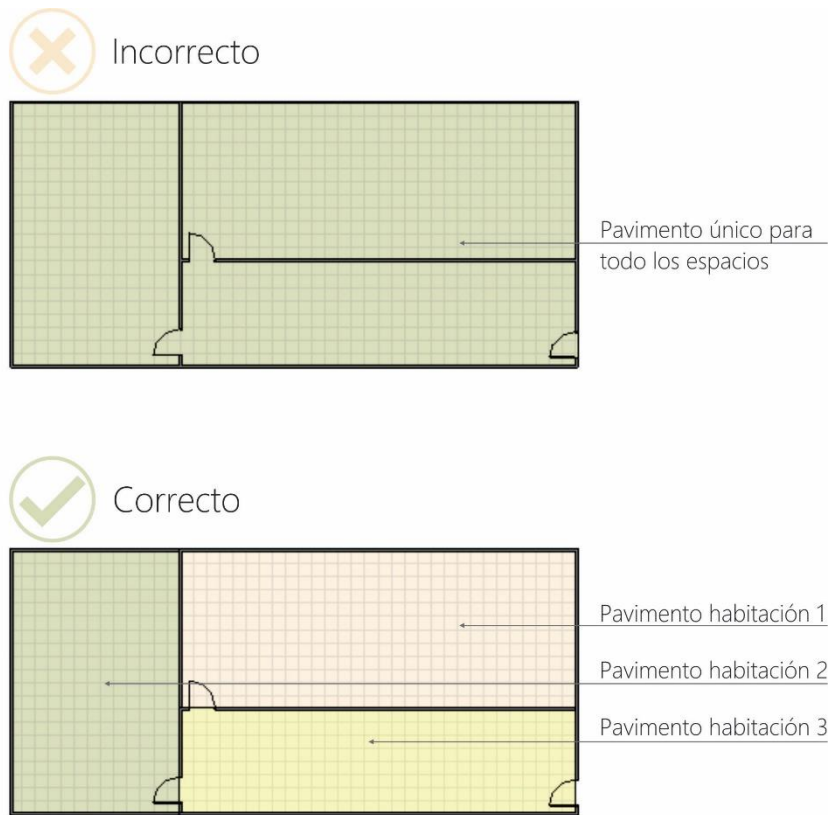 Incorrecto
Pavimento único para
todo los espacios
Correcto
Pavimento habitación 1
Pavimento habitación 2
Pavimento habitación 3